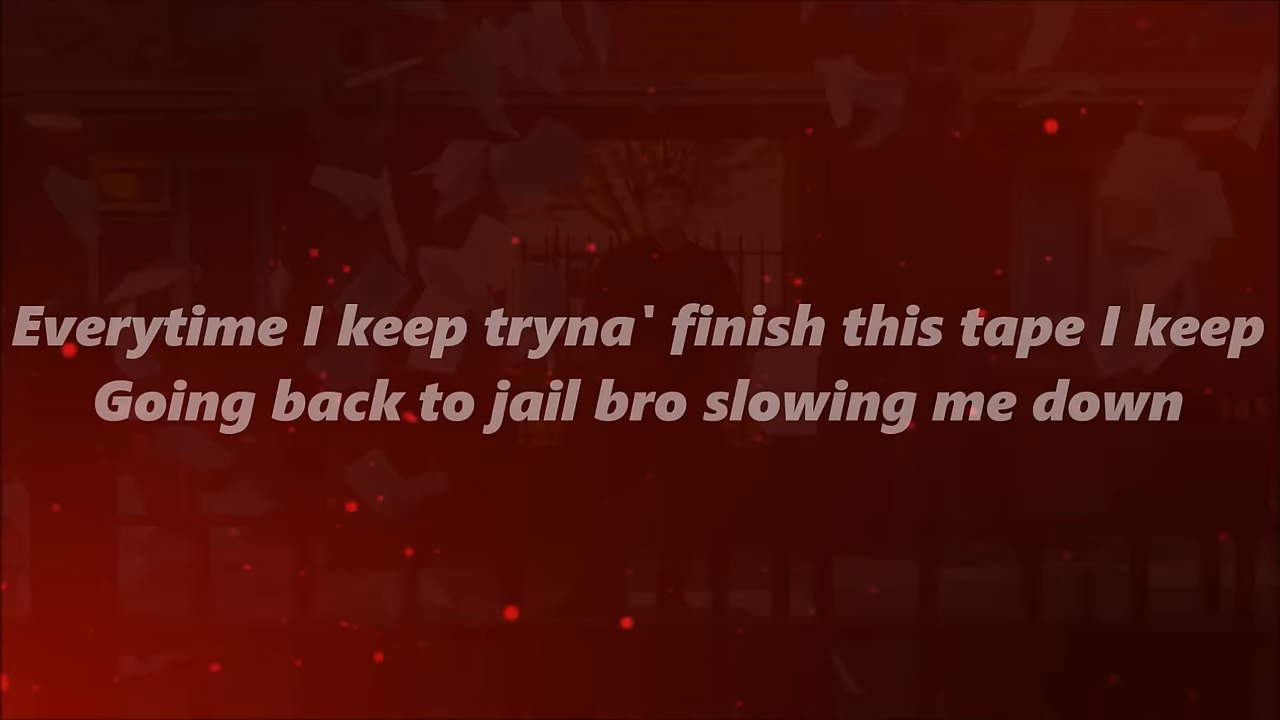 Everytime I keep tryna' finish this tape I keep
Going back to jail bro slowing me down